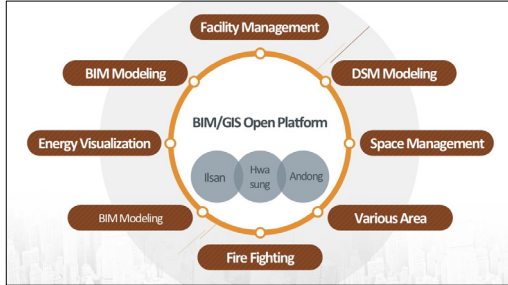 Facility Management
BIM Modeling
DSM Modeling
BIM/GIS Open Platform
Energy Visualization
Space Management
Ilsan
Hwa
sung
Andong
BIM Modeling
Various Area
Fire Fighting